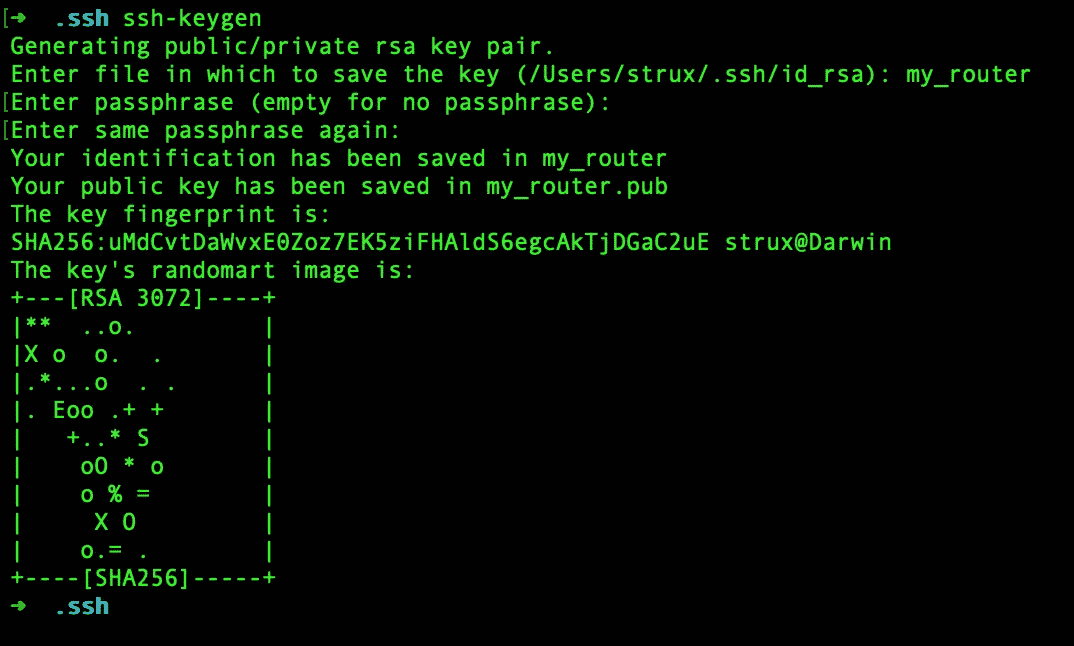 [➜  .ssh ssh-keygen
Generating public/private rsa key pair.
Enter file in which to save the key (/Users/strux/.ssh/id_rsa): my_router
[Enter passphrase (empty for no passphrase):
[Enter same passphrase again:
Your identification has been saved in my_router
Your public key has been saved in my_router.pub
The key fingerprint is:
SHA256:uMdCvtDaWvxE0Zoz7EK5ziFHAldS6egcAkTjDGaC2uE strux@Darwin
The key's randomart image is:
+---[RSA 3072]----+
|**  ..o.         |
|X o  o.  .       |
|.*...o  . .      |
|. Eoo .+ +       |
|   +..* S        |
|    oO * o       |
|    o % =        |
|     X O         |
|    o.= .        |
+----[SHA256]-----+
➜  .ssh